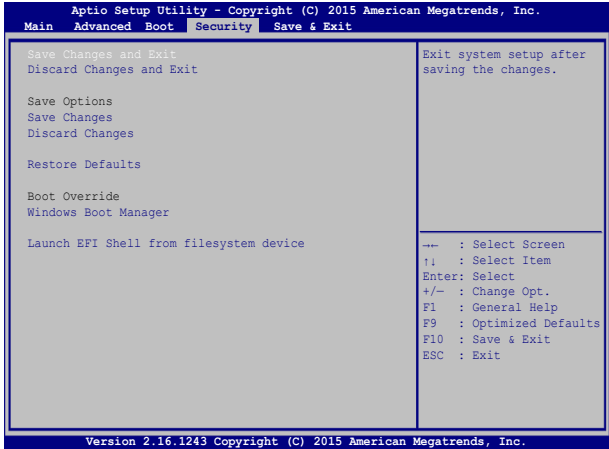 Aptio Setup Utility - Copyright (C) 2015 American Megatrends, Inc.
Main Advanced Boot Security Save & Exit
Save Changes and Exit
Discard Changes and Exit
Save Options
Save Changes
Discard Changes
Restore Defaults
Boot Override
Windows Boot Manager
Launch EFI Shell from filesystem device
Exit system setup after
saving the changes.
→← : Select Screen
↑↓ : Select Item
Enter: Select
+/— : Change Opt.
F1 : General Help
F9 : Optimized Defaults
F10 : Save & Exit
ESC : Exit
Version 2.16.1243 Copyright (C) 2015 American Megatrends, Inc.